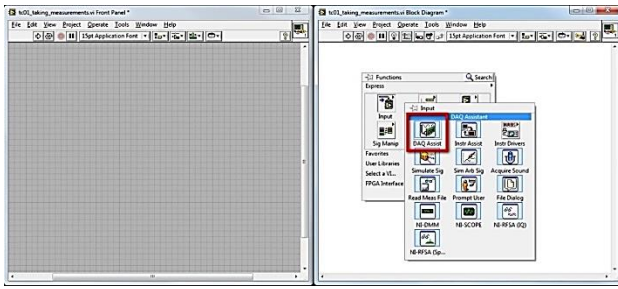 tc01_taking_measurements.vi Front Panel *
File Edit View Project Operate Tools Window Help
15pt Application Font
tc01_taking_measurements.vi Block Diagram *
File Edit View Project Operate Tools Window Help
15pt Application Font
Functions Search
Express
Input
Sig Manip
Favorites
User Libraries
Select a VI...
FPGA Interface
Input
DAQ Assistant
DAQ Assist Instr Assist Instr Drivers
Simulate Sig Sim Arb Sig Acquire Sound
Read Meas File Prompt User File Dialog
NI-DMM NI-SCOPE NI-RFSA (IQ)
NI-RFSA (Sp...